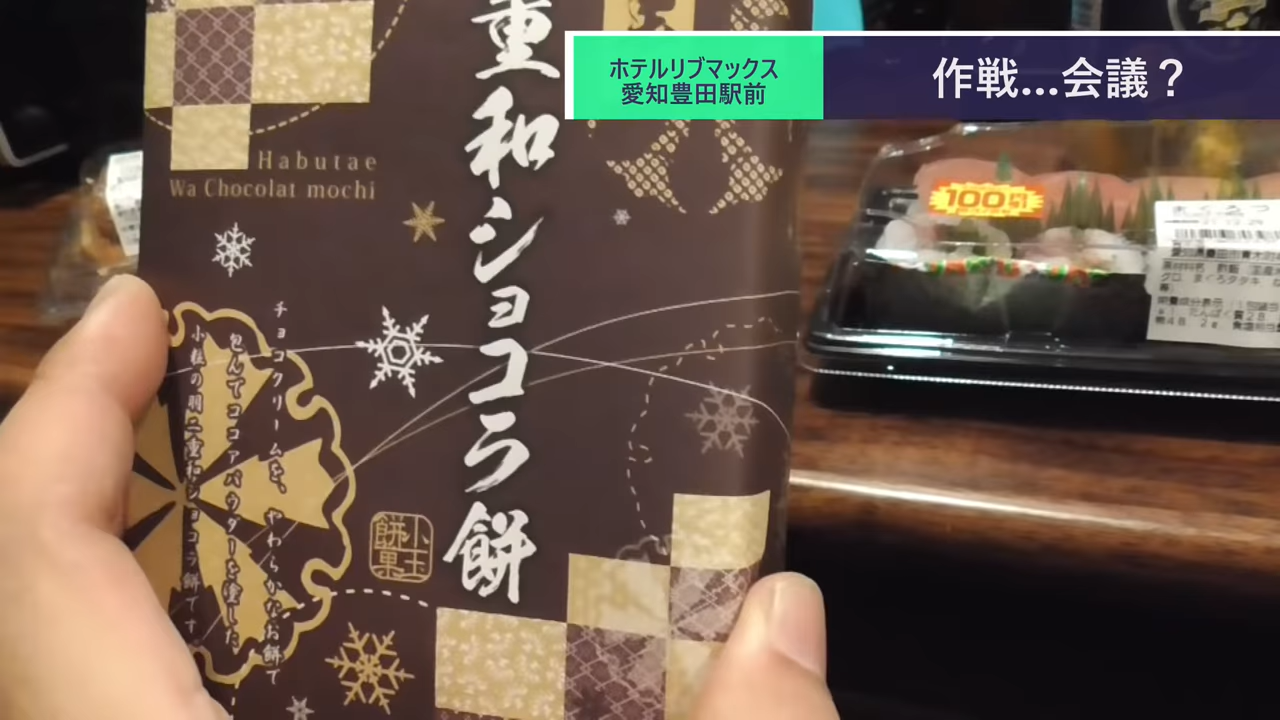 ホテルリブマックス
愛知豊田駅前
作戦…会議？
重和ショコラ餅
Habutae
Wa Chocolat mochi
チョコクリームを、やわらかなお餅で
包んでココアパウダーを塗した
小粒の羽二重和ショコラ餅です。
小玉
餅菓
100円